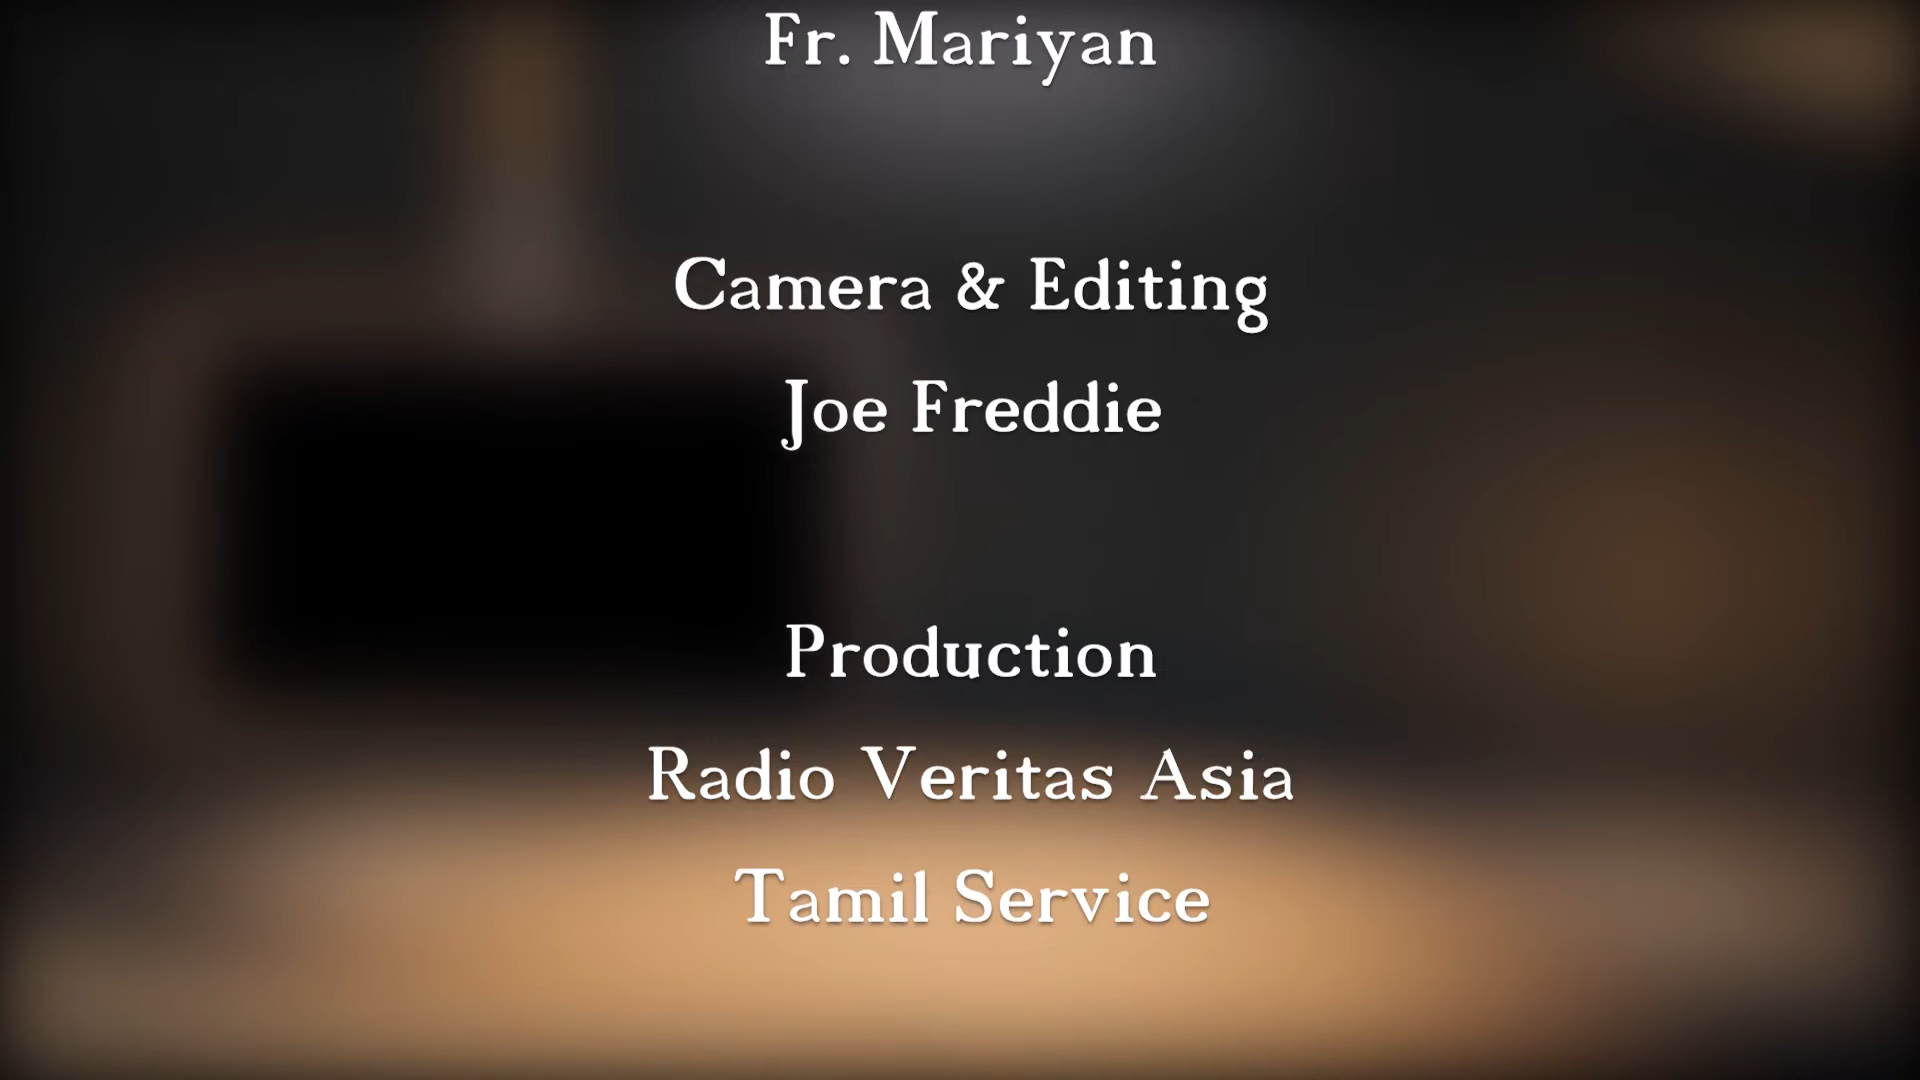 Fr. Mariyan
Camera & Editing
Joe Freddie
Production
Radio Veritas Asia
Tamil Service